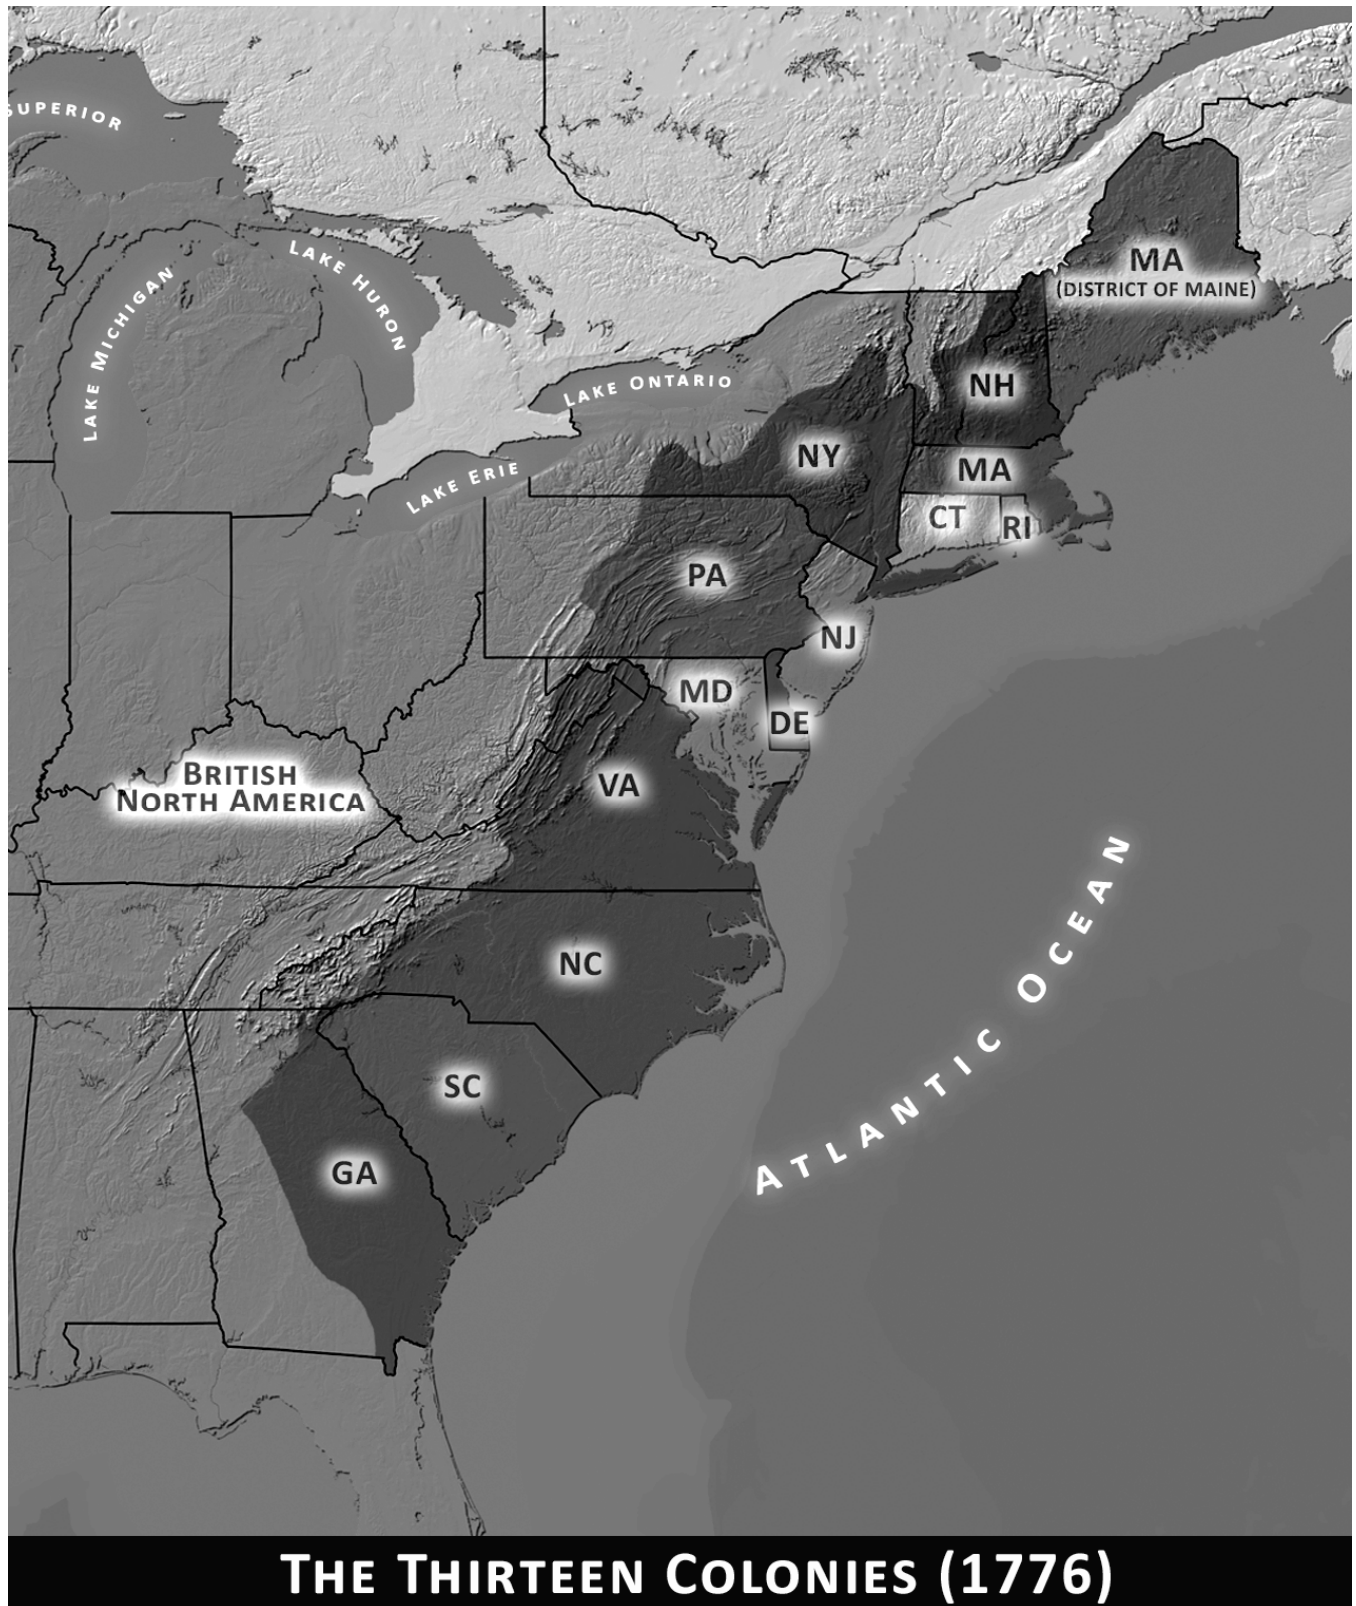 SUPERIOR
LAKE MICHIGAN
LAKE HURON
LAKE ONTARIO
LAKE ERIE
MA
(DISTRICT OF MAINE)
NH
NY
MA
CT
RI
PA
NJ
MD
DE
BRITISH
NORTH AMERICA
VA
NC
SC
GA
ATLANTIC OCEAN
THE THIRTEEN COLONIES (1776)